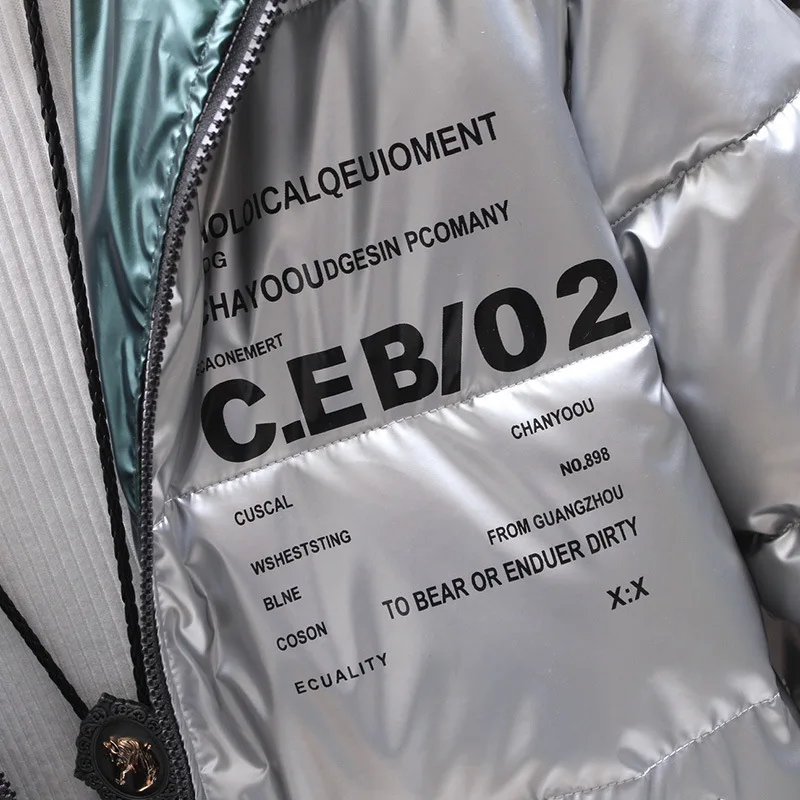 OLOICALQEUIOMENT
DG
CHAYOOUDGESIN PCOMANY
CAONEMERT
C.EB/02
CHANYOOU
NO.898
CUSCAL
FROM GUANGZHOU
WSHESTSTING
TO BEAR OR ENDUER DIRTY
BLNE
X:X
COSON
ECUALITY